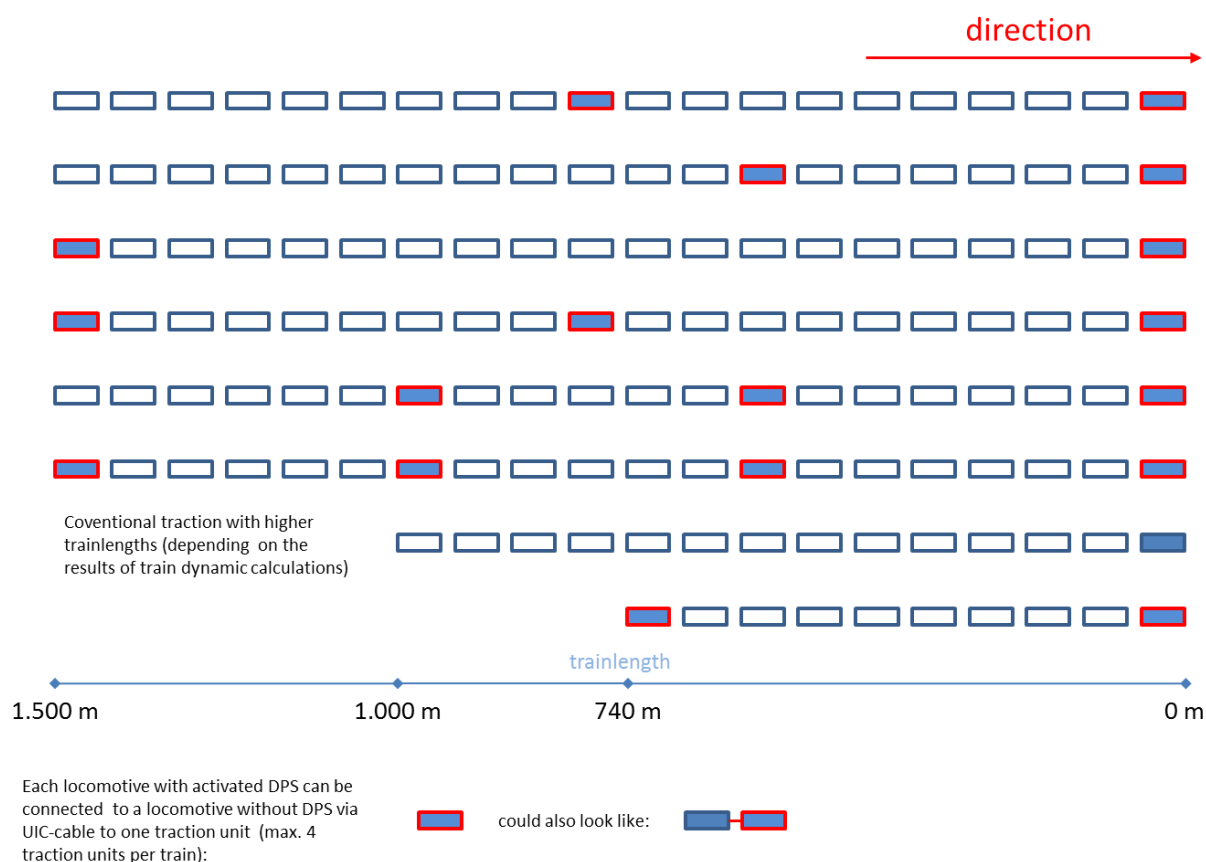 direction
Coventional traction with higher
trainlengths (depending on the
results of train dynamic calculations)
trainlength
1.500 m 1.000 m 740 m 0 m
Each locomotive with activated DPS can be
connected to a locomotive without DPS via
UIC-cable to one traction unit (max. 4
traction units per train):
could also look like: